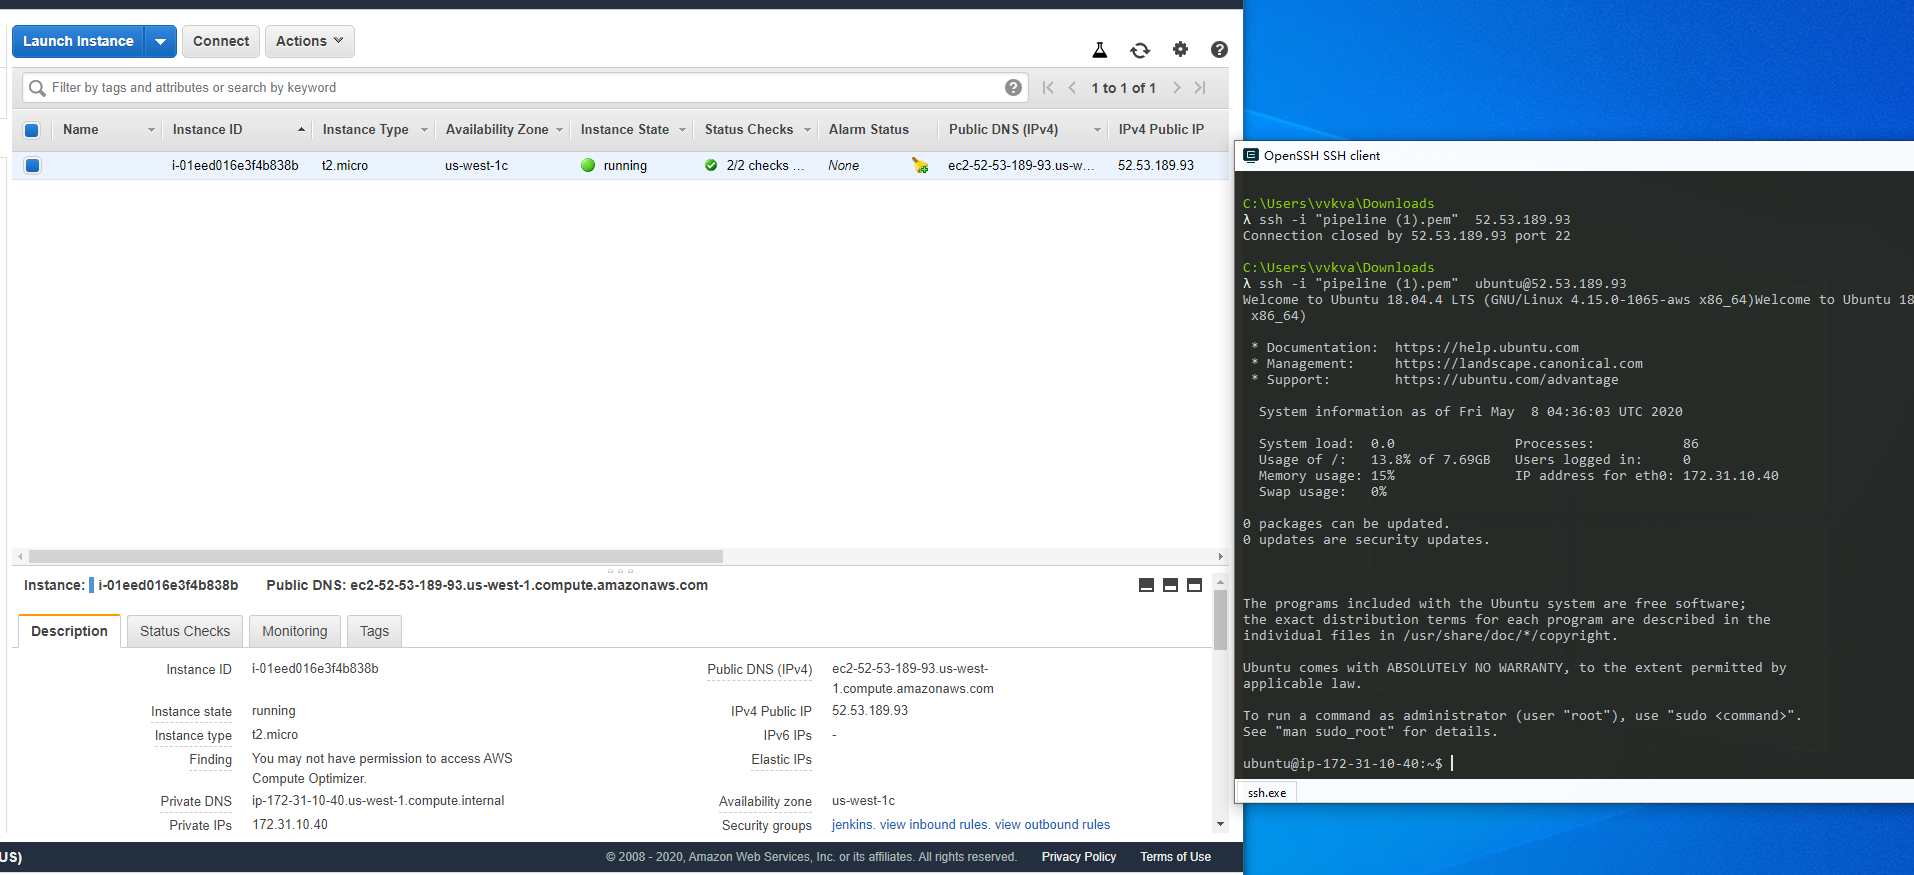 Launch Instance Connect Actions
Filter by tags and attributes or search by keyword 1 to 1 of 1
Name Instance ID Instance Type Availability Zone Instance State Status Checks Alarm Status Public DNS (IPv4) IPv4 Public IP
i-01eed016e3f4b838b t2.micro us-west-1c running 2/2 checks ... None ec2-52-53-189-93.us-w... 52.53.189.93
Instance: i-01eed016e3f4b838b Public DNS: ec2-52-53-189-93.us-west-1.compute.amazonaws.com
Description Status Checks Monitoring Tags
Instance ID i-01eed016e3f4b838b
Instance state running
Instance type t2.micro
Finding You may not have permission to access AWS
Compute Optimizer.
Private DNS ip-172-31-10-40.us-west-1.compute.internal
Private IPs 172.31.10.40
Public DNS (IPv4) ec2-52-53-189-93.us-west-
1.compute.amazonaws.com
IPv4 Public IP 52.53.189.93
IPv6 IPs -
Elastic IPs
Availability zone us-west-1c
Security groups jenkins. view inbound rules. view outbound rules
US) © 2008 - 2020, Amazon Web Services, Inc. or its affiliates. All rights reserved. Privacy Policy Terms of Use
OpenSSH SSH client
C:\Users\vvkva\Downloads
λ ssh -i "pipeline (1).pem"  52.53.189.93
Connection closed by 52.53.189.93 port 22
C:\Users\vvkva\Downloads
λ ssh -i "pipeline (1).pem"  ubuntu@52.53.189.93
Welcome to Ubuntu 18.04.4 LTS (GNU/Linux 4.15.0-1065-aws x86_64)Welcome to Ubuntu 18
x86_64)
* Documentation:  https://help.ubuntu.com
* Management:     https://landscape.canonical.com
* Support:        https://ubuntu.com/advantage
System information as of Fri May  8 04:36:03 UTC 2020
System load:  0.0               Processes:           86
Usage of /:   13.8% of 7.69GB   Users logged in:     0
Memory usage: 15%               IP address for eth0: 172.31.10.40
Swap usage:   0%
0 packages can be updated.
0 updates are security updates.
The programs included with the Ubuntu system are free software;
the exact distribution terms for each program are described in the
individual files in /usr/share/doc/*/copyright.
Ubuntu comes with ABSOLUTELY NO WARRANTY, to the extent permitted by
applicable law.
To run a command as administrator (user "root"), use "sudo <command>".
See "man sudo_root" for details.
ubuntu@ip-172-31-10-40:~$
ssh.exe